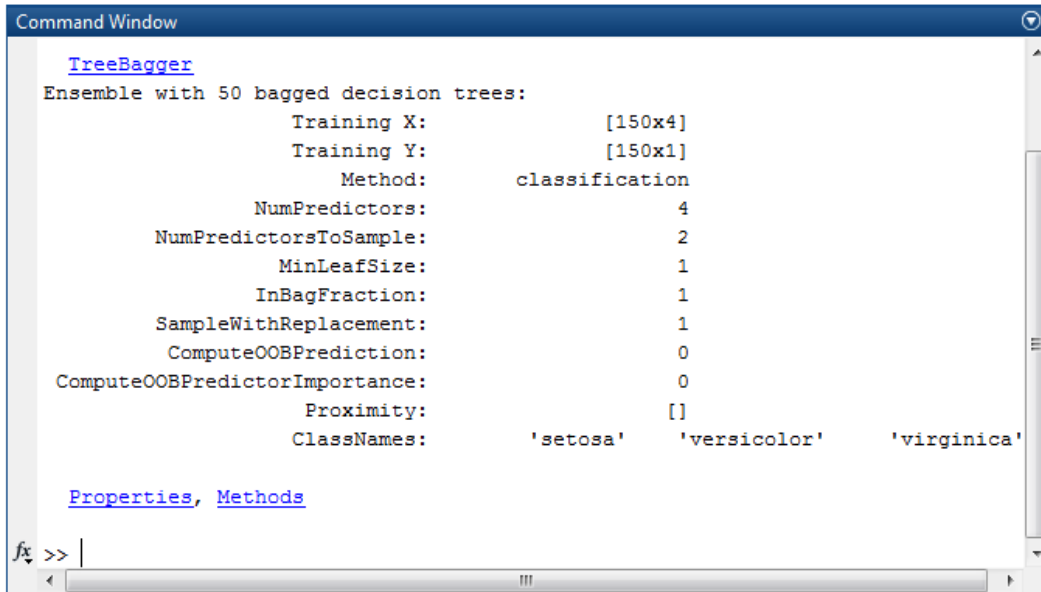 Command Window
TreeBagger
Ensemble with 50 bagged decision trees:
Training X: [150x4]
Training Y: [150x1]
Method: classification
NumPredictors: 4
NumPredictorsToSample: 2
MinLeafSize: 1
InBagFraction: 1
SampleWithReplacement: 1
ComputeOOBPrediction: 0
ComputeOOBPredictorImportance: 0
Proximity: []
ClassNames: 'setosa' 'versicolor' 'virginica'
Properties, Methods
fx >>